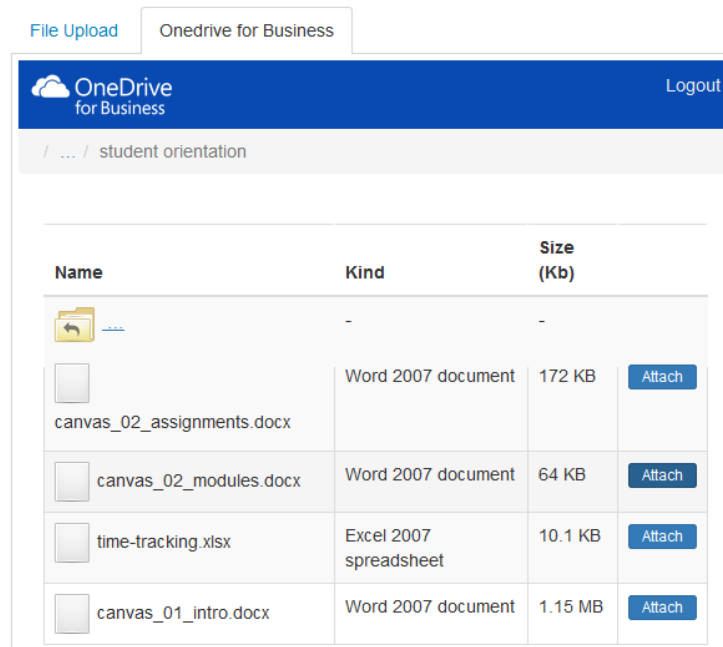 File Upload Onedrive for Business
OneDrive
for Business
Logout
/ ... / student orientation
Name Kind Size
(Kb)
... - -
canvas_02_assignments.docx Word 2007 document 172 KB Attach
canvas_02_modules.docx Word 2007 document 64 KB Attach
time-tracking.xlsx Excel 2007
spreadsheet 10.1 KB Attach
canvas_01_intro.docx Word 2007 document 1.15 MB Attach